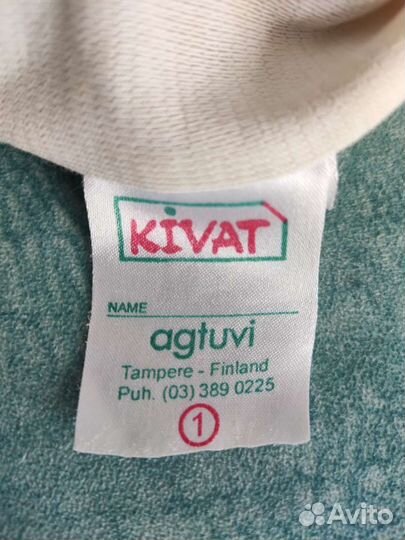 KiVAT
NAME
agtuvi
Tampere - Finland
Puh. (03) 389 0225
1
Avito